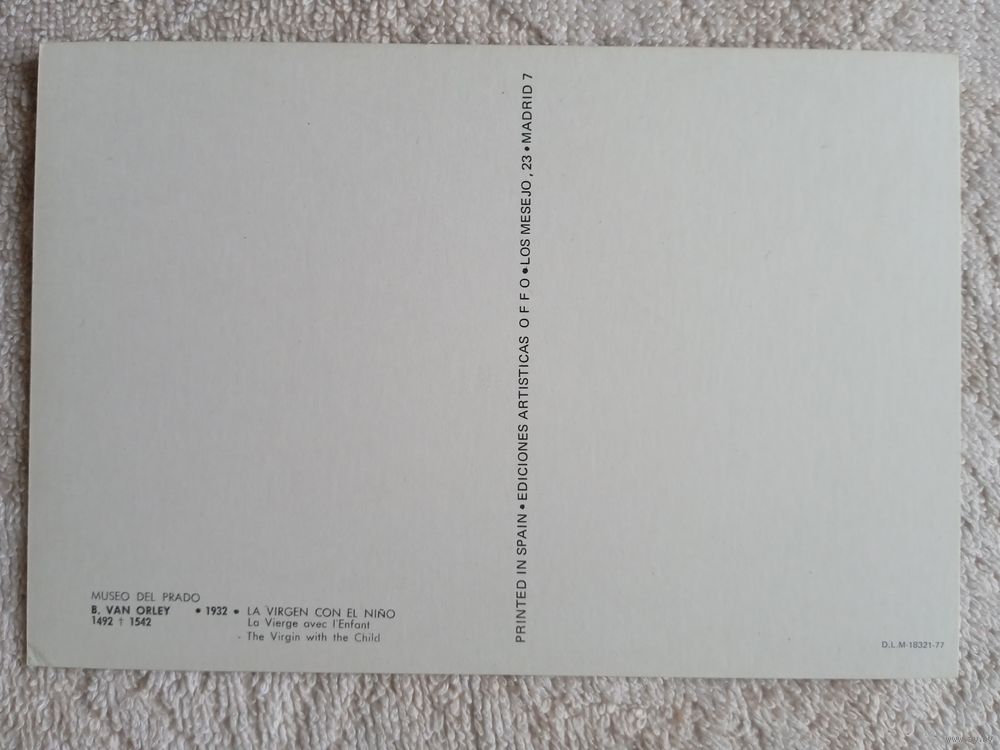 MUSEO DEL PRADO
B. VAN ORLEY • 1932 • LA VIRGEN CON EL NIÑO
1492 † 1542 La Vierge avec l'Enfant
- The Virgin with the Child
PRINTED IN SPAIN • EDICIONES ARTISTICAS OFFO • LOS MESEJO, 23 • MADRID 7
D.L.M-18321-77